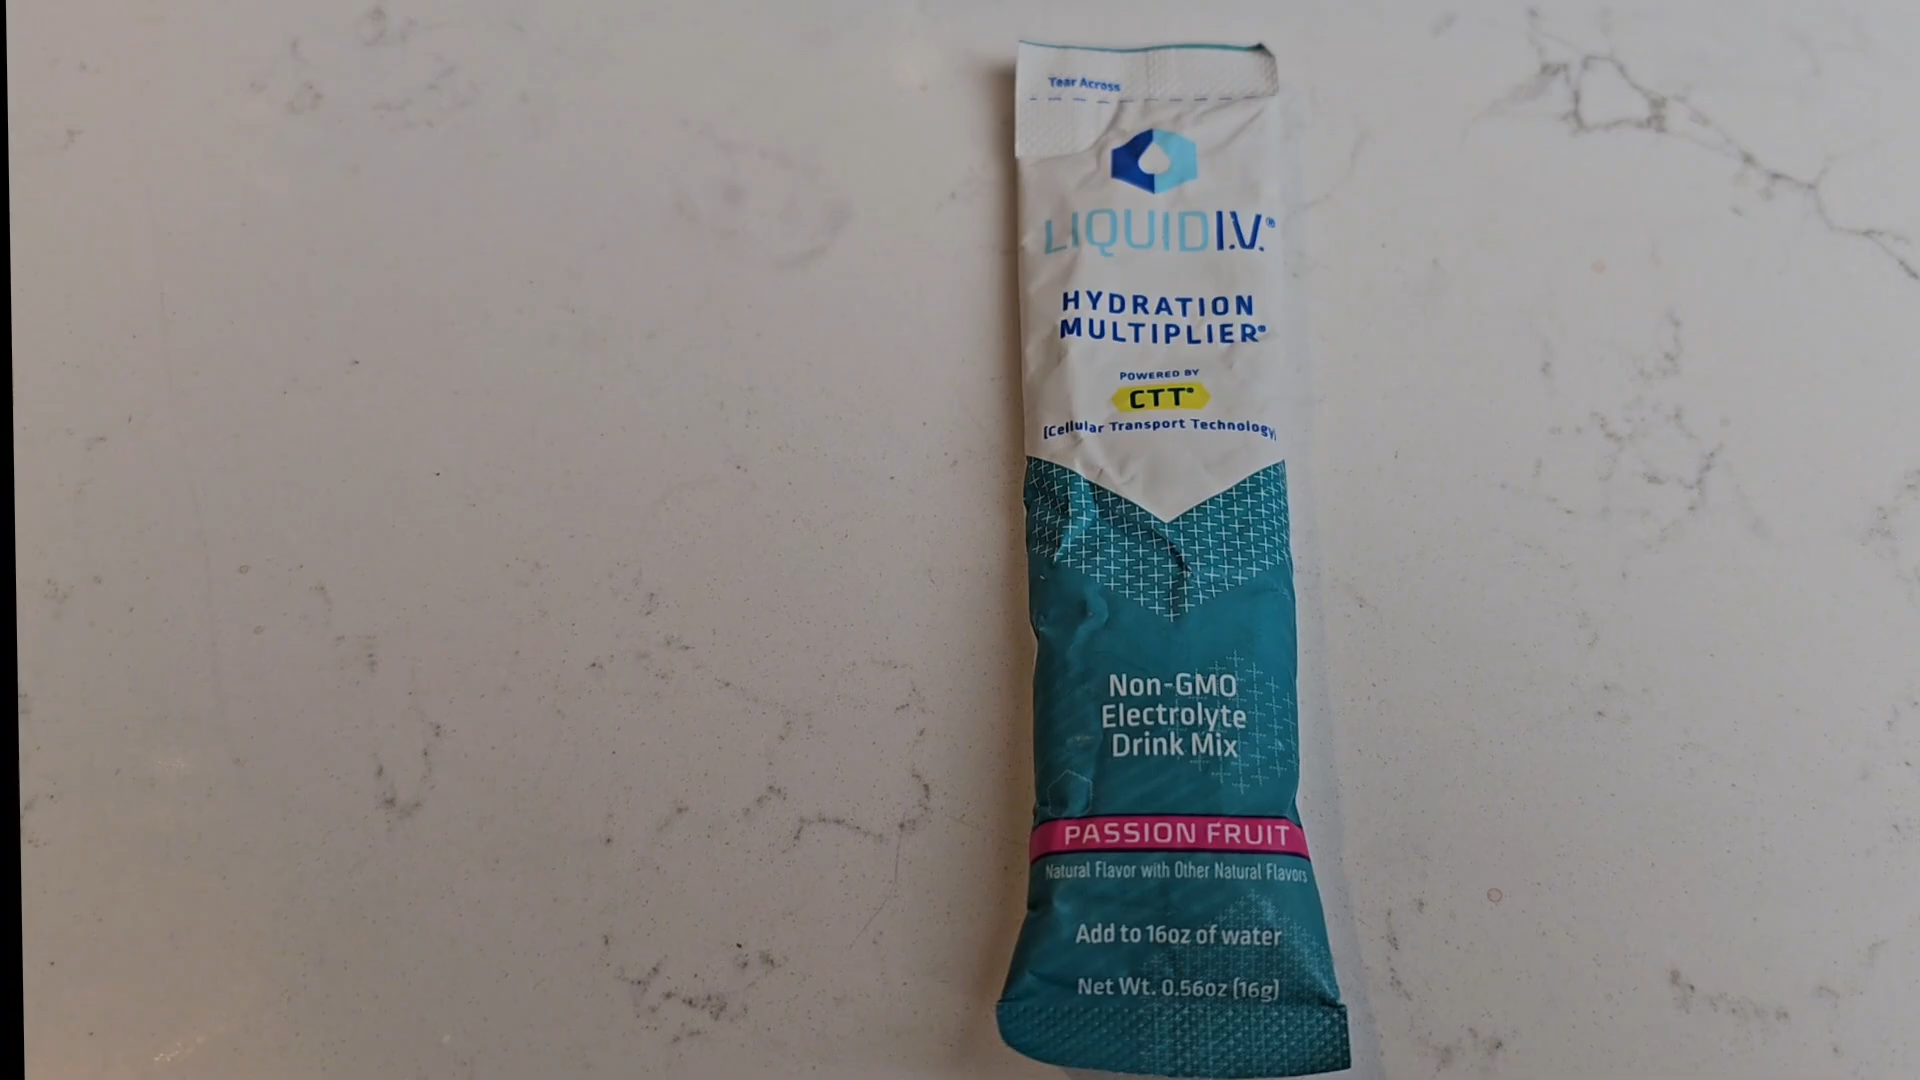 Tear Across
LIQUID I.V.®
HYDRATION
MULTIPLIER®
POWERED BY
CTT®
(Cellular Transport Technology)
Non-GMO
Electrolyte
Drink Mix
PASSION FRUIT
Natural Flavor with Other Natural Flavors
Add to 16oz of water
Net Wt. 0.56oz (16g)